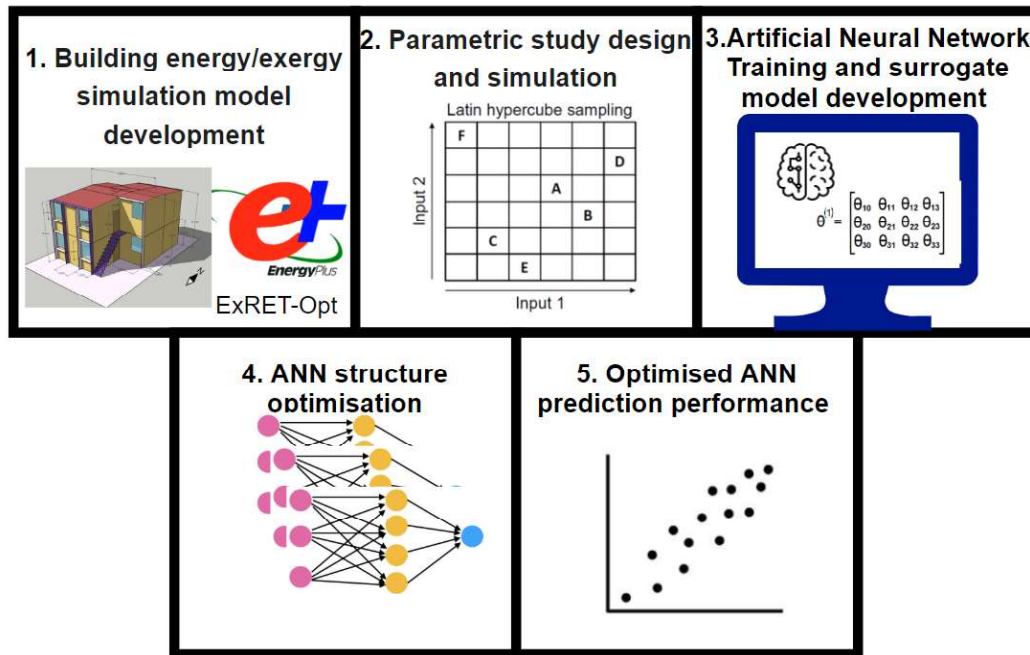 1. Building energy/exergy
simulation model
development
e+
EnergyPlus
ExRET-Opt
2. Parametric study design
and simulation
Latin hypercube sampling
Input 2
F
D
A
B
C
E
Input 1
3.Artificial Neural Network
Training and surrogate
model development
θ(1)= [θ10 θ11 θ12 θ13
θ20 θ21 θ22 θ23
θ30 θ31 θ32 θ33]
4. ANN structure
optimisation
5. Optimised ANN
prediction performance